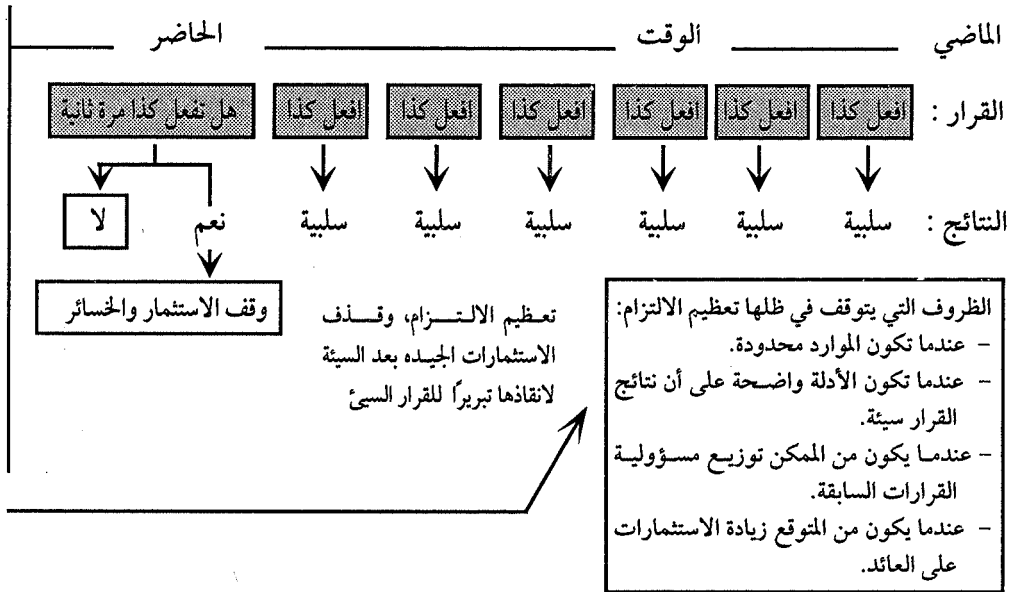 الماضي الوقت الحاضر
القرار : افعل كذا افعل كذا افعل كذا افعل كذا افعل كذا افعل كذا هل تفعل كذا مرة ثانية
النتائج : سلبية سلبية سلبية سلبية سلبية سلبية نعم لا
وقف الاستثمار والخسائر
تعظيم الالتزام، وقذف
الاستثمارات الجيده بعد السيئة
لانقاذها تبريرًا للقرار السيئ
الظروف التي يتوقف في ظلها تعظيم الالتزام:
- عندما تكون الموارد محدودة.
- عندما تكون الأدلة واضحة على أن نتائج
القرار سيئة.
- عندما يكون من الممكن توزيع مسؤولية
القرارات السابقة.
- عندما يكون من المتوقع زيادة الاستثمارات
على العائد.